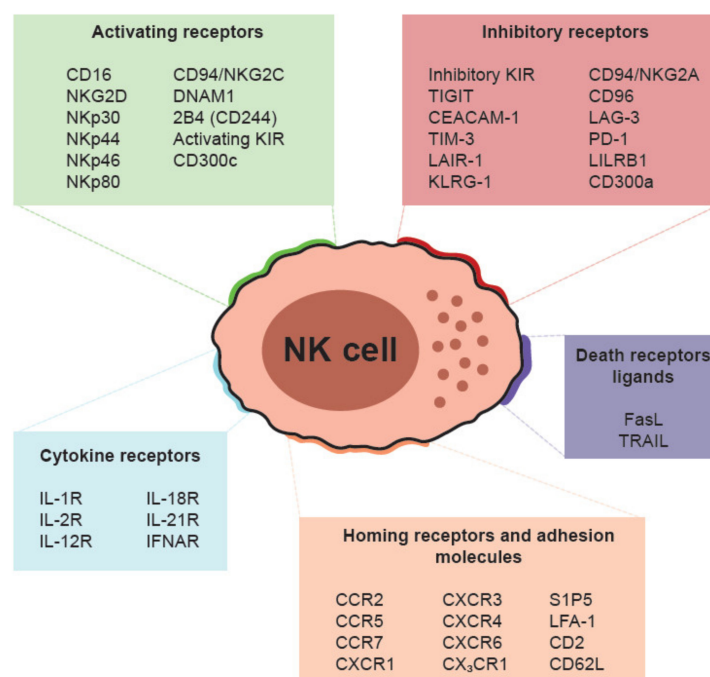 Activating receptors
CD16 CD94/NKG2C
NKG2D DNAM1
NKp30 2B4 (CD244)
NKp44 Activating KIR
NKp46 CD300c
NKp80
Inhibitory receptors
Inhibitory KIR CD94/NKG2A
TIGIT CD96
CEACAM-1 LAG-3
TIM-3 PD-1
LAIR-1 LILRB1
KLRG-1 CD300a
NK cell
Death receptors
ligands
FasL
TRAIL
Cytokine receptors
IL-1R IL-18R
IL-2R IL-21R
IL-12R IFNAR
Homing receptors and adhesion
molecules
CCR2 CXCR3 S1P5
CCR5 CXCR4 LFA-1
CCR7 CXCR6 CD2
CXCR1 CX₃CR1 CD62L